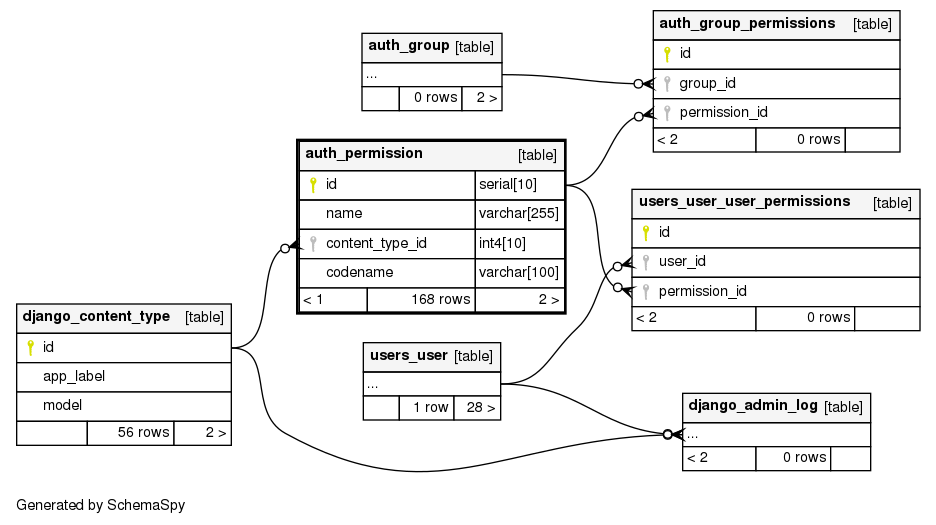 auth_group [table]
...
0 rows 2 >
auth_group_permissions [table]
id
group_id
permission_id
< 2 0 rows
auth_permission [table]
id serial[10]
name varchar[255]
content_type_id int4[10]
codename varchar[100]
< 1 168 rows 2 >
users_user_user_permissions [table]
id
user_id
permission_id
< 2 0 rows
django_content_type [table]
id
app_label
model
56 rows 2 >
users_user [table]
...
1 row 28 >
django_admin_log [table]
...
< 2 0 rows
Generated by SchemaSpy